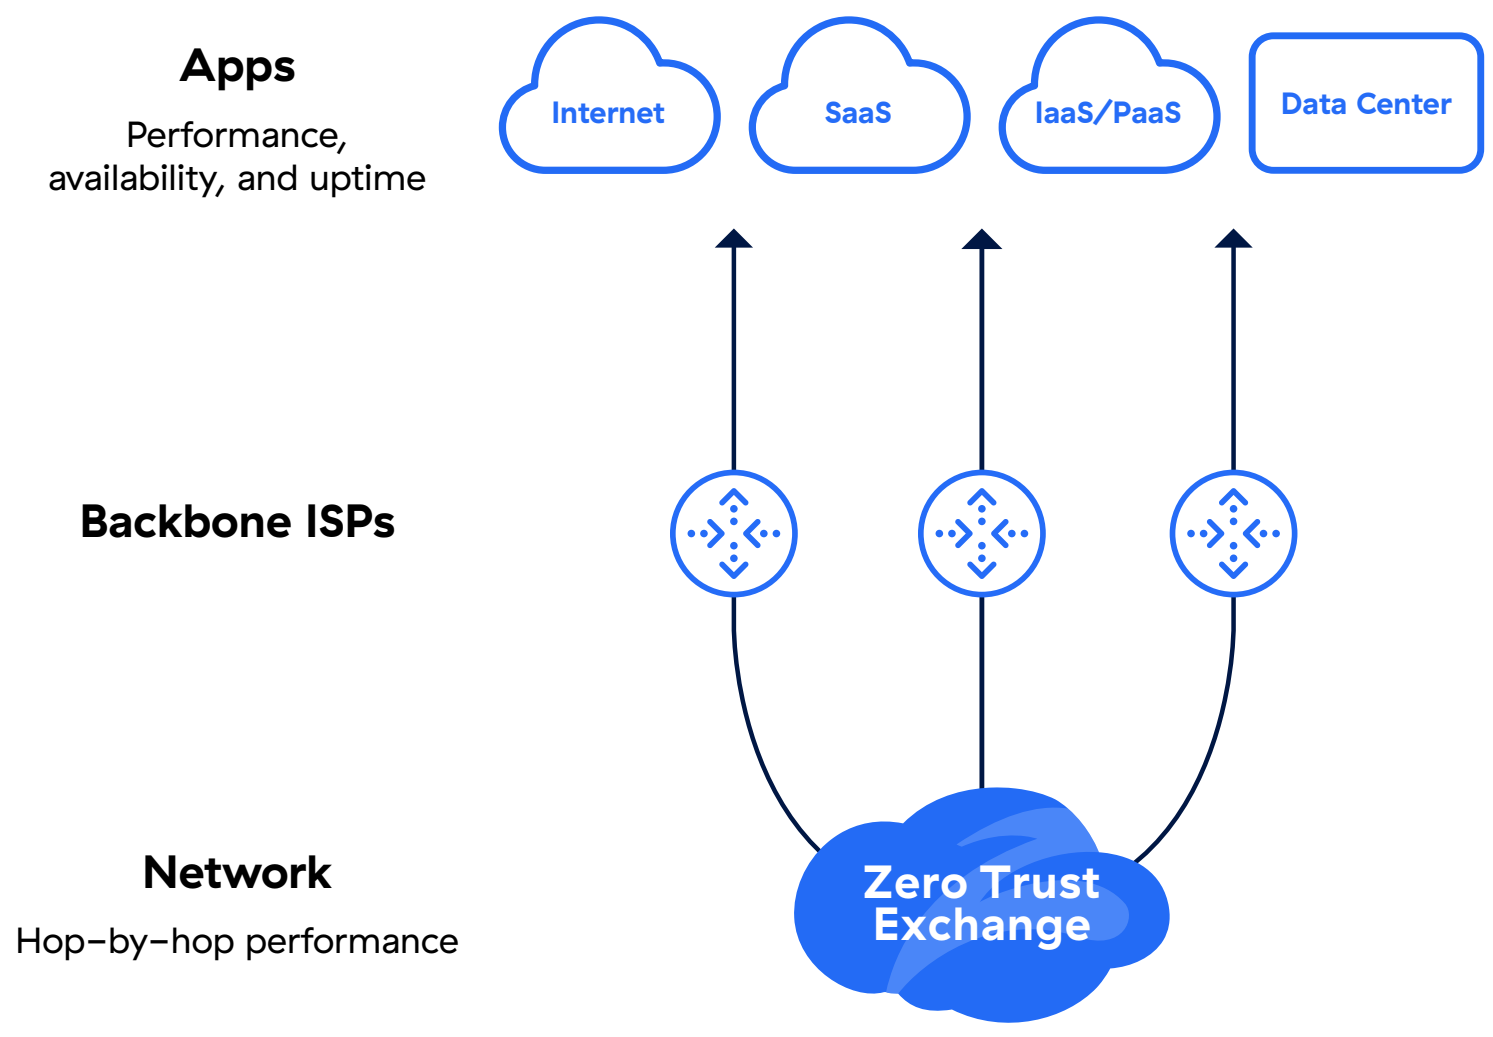 Apps
Performance,
availability, and uptime
Internet
SaaS
IaaS/PaaS
Data Center
Backbone ISPs
Network
Hop-by-hop performance
Zero Trust
Exchange